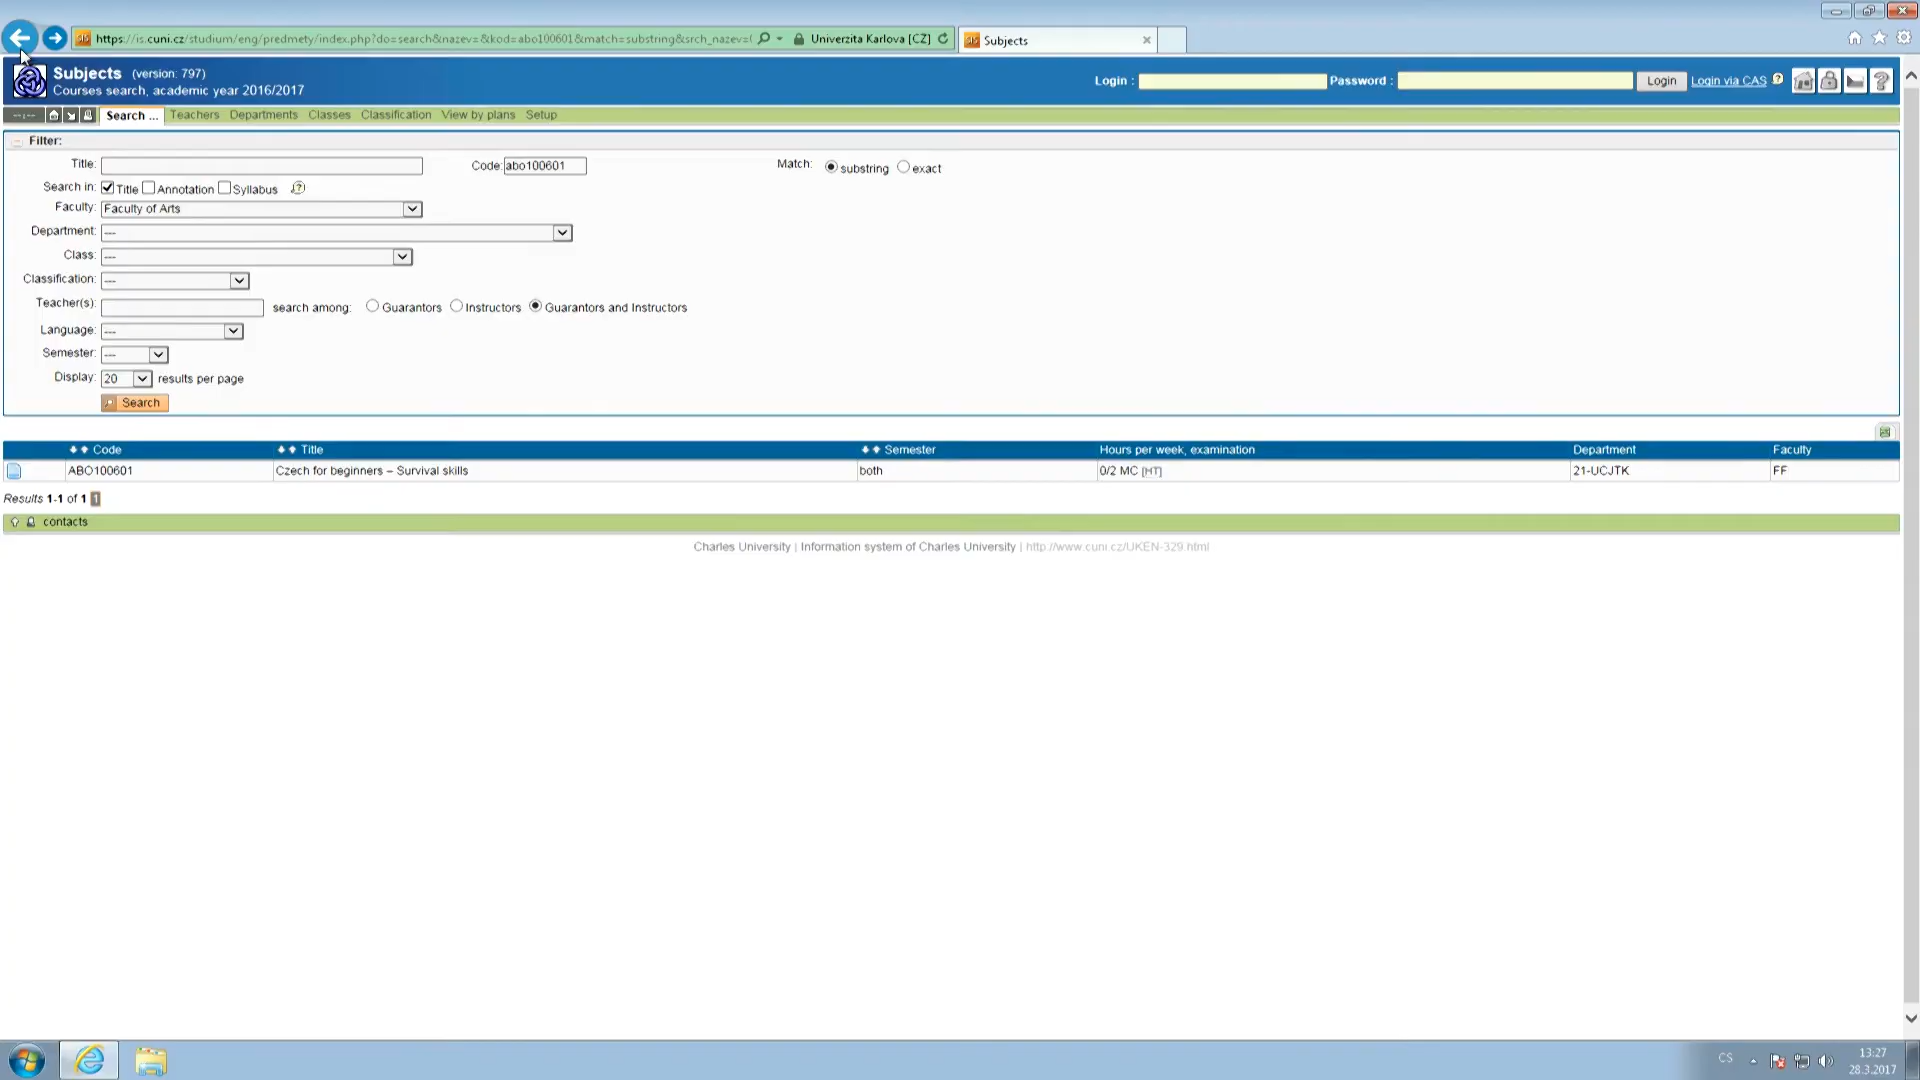 https://is.cuni.cz/studium/eng/predmety/index.php?do=search&nazev=&kod=abo100601&match=substring&srch_nazev=(
Univerzita Karlova [CZ]
Subjects
Subjects (version: 797)
Courses search, academic year 2016/2017
Login : Password : Login Login via CAS
--:-- Search ... Teachers Departments Classes Classification View by plans Setup
Filter:
Title: Code: abo100601 Match: substring exact
Search in: Title Annotation Syllabus
Faculty: Faculty of Arts
Department: ---
Class: ---
Classification: ---
Teacher(s): search among: Guarantors Instructors Guarantors and Instructors
Language: ---
Semester: ---
Display: 20 results per page
Search
Code Title Semester Hours per week, examination Department Faculty
ABO100601 Czech for beginners – Survival skills both 0/2 MC [HT] 21-UCJTK FF
Results 1-1 of 1 1
contacts
Charles University | Information system of Charles University | http://www.cuni.cz/UKEN-329.html
CS
13:27
28.3.2017